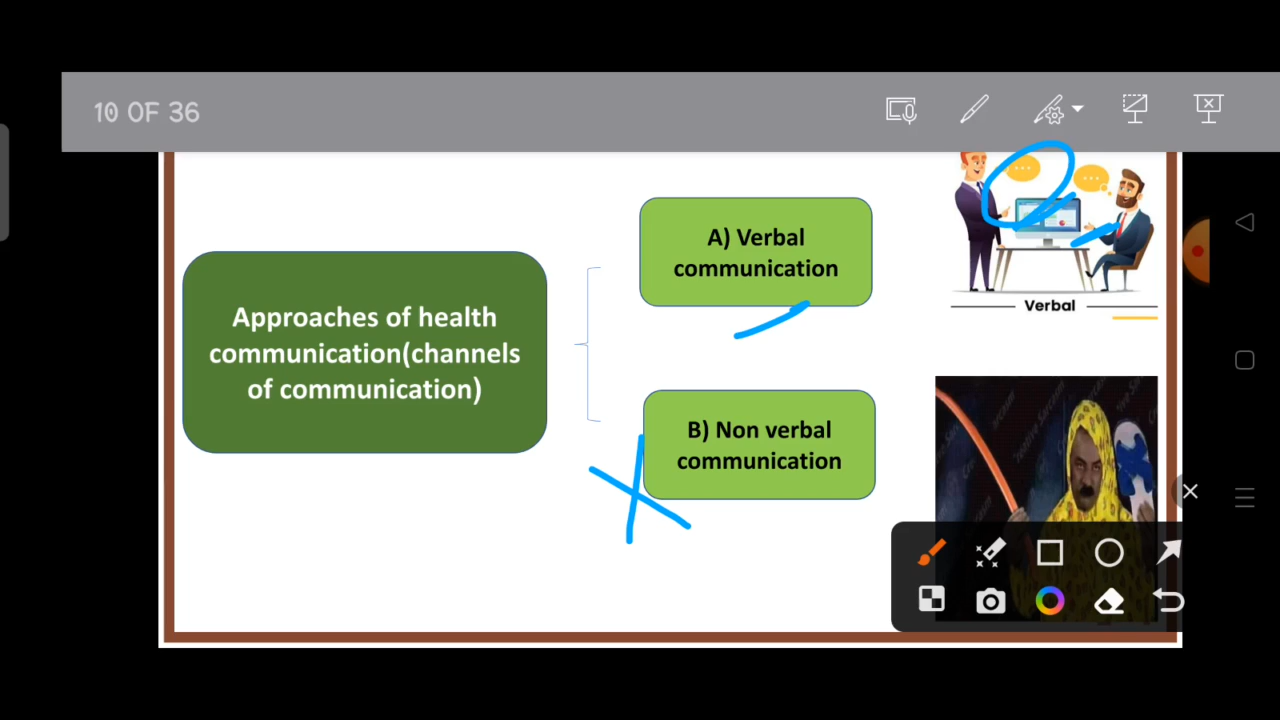 10 OF 36
A) Verbal
communication
Approaches of health
communication(channels
of communication)
Verbal
B) Non verbal
communication